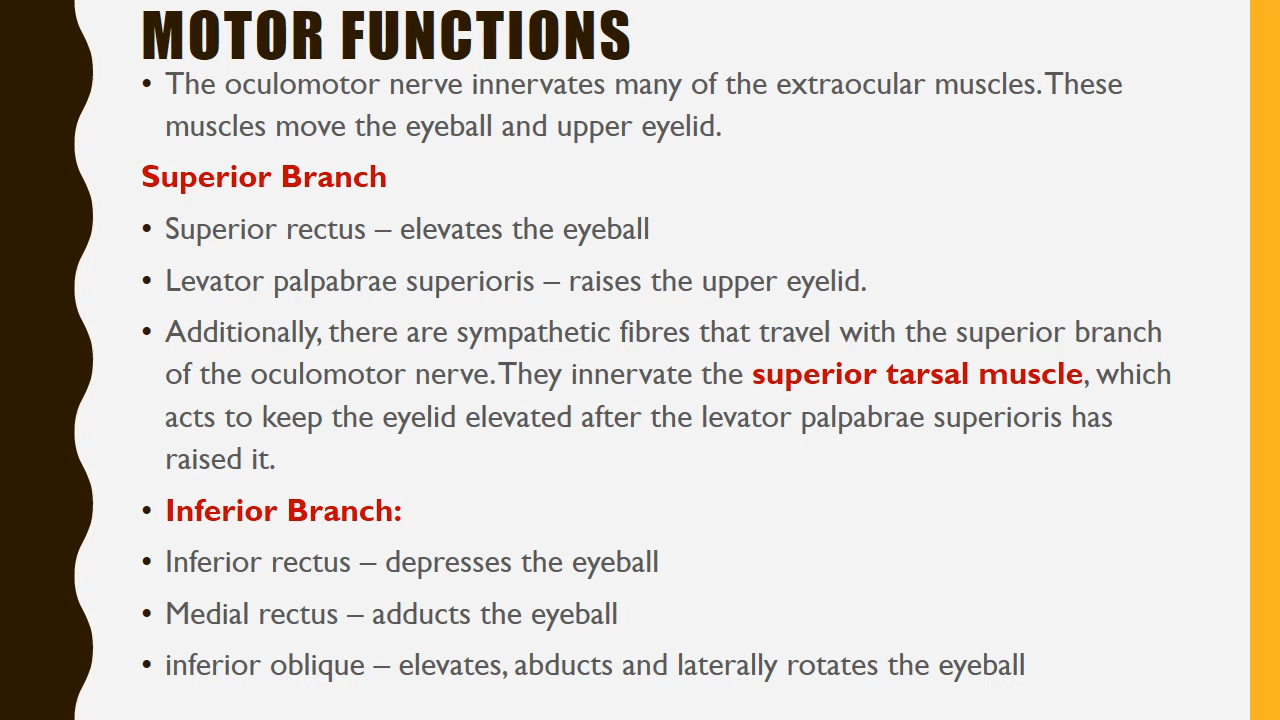 MOTOR FUNCTIONS
• The oculomotor nerve innervates many of the extraocular muscles. These
muscles move the eyeball and upper eyelid.
Superior Branch
• Superior rectus – elevates the eyeball
• Levator palpabrae superioris – raises the upper eyelid.
• Additionally, there are sympathetic fibres that travel with the superior branch
of the oculomotor nerve. They innervate the superior tarsal muscle, which
acts to keep the eyelid elevated after the levator palpabrae superioris has
raised it.
• Inferior Branch:
• Inferior rectus – depresses the eyeball
• Medial rectus – adducts the eyeball
• inferior oblique – elevates, abducts and laterally rotates the eyeball